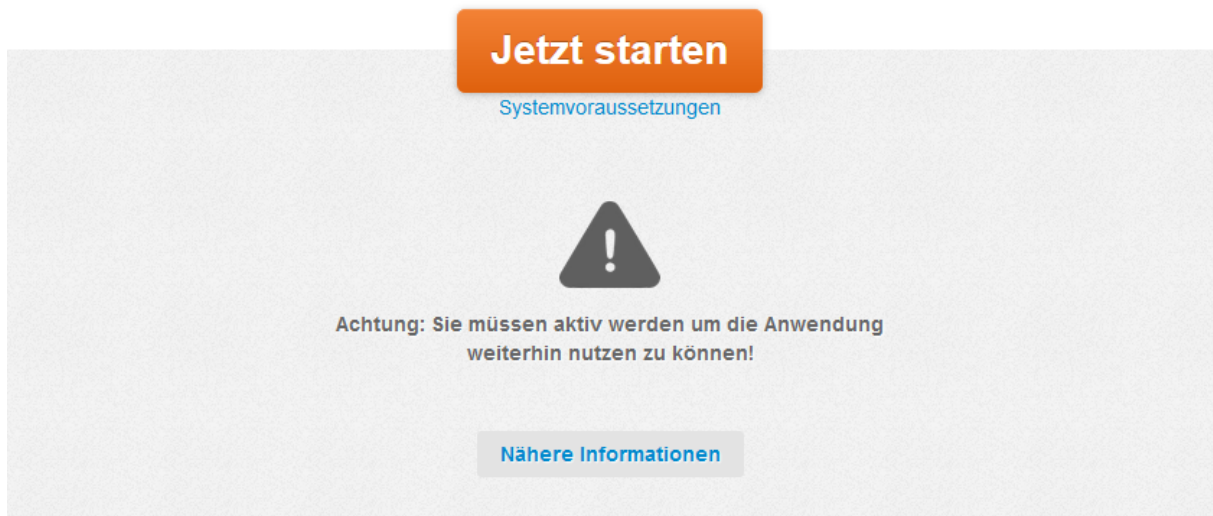 Jetzt starten
Systemvoraussetzungen
Achtung: Sie müssen aktiv werden um die Anwendung
weiterhin nutzen zu können!
Nähere Informationen